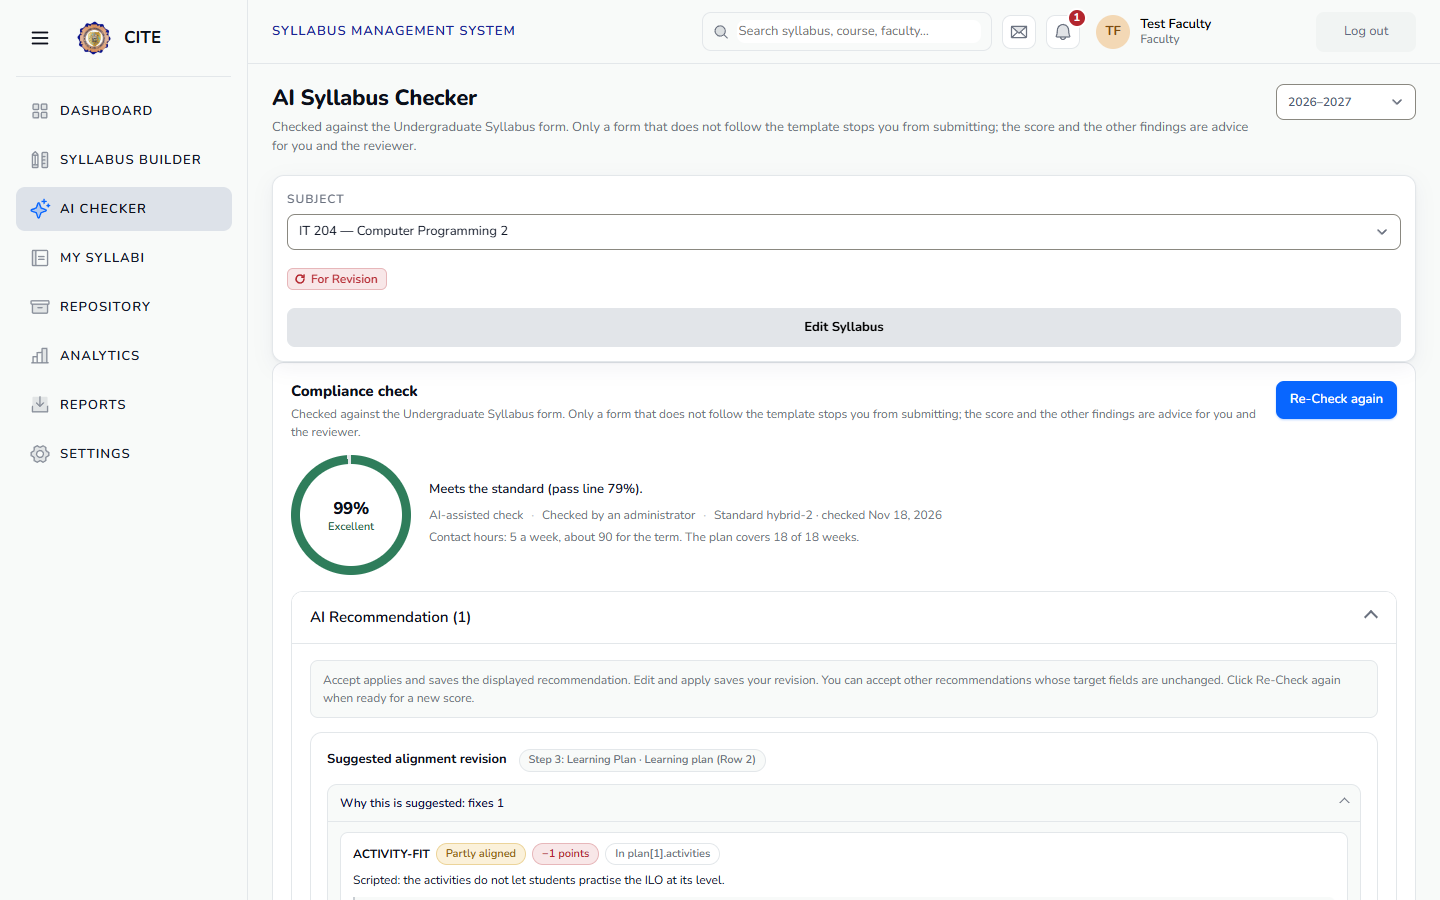 CITE
SYLLABUS MANAGEMENT SYSTEM
Search syllabus, course, faculty...
1
TF
Test Faculty
Faculty
Log out
DASHBOARD
SYLLABUS BUILDER
AI CHECKER
MY SYLLABI
REPOSITORY
ANALYTICS
REPORTS
SETTINGS
AI Syllabus Checker
2026–2027
Checked against the Undergraduate Syllabus form. Only a form that does not follow the template stops you from submitting; the score and the other findings are advice
for you and the reviewer.
SUBJECT
IT 204 — Computer Programming 2
For Revision
Edit Syllabus
Compliance check
Checked against the Undergraduate Syllabus form. Only a form that does not follow the template stops you from submitting; the score and the other findings are advice for you and
the reviewer.
Re-Check again
99%
Excellent
Meets the standard (pass line 79%).
AI-assisted check · Checked by an administrator · Standard hybrid-2 · checked Nov 18, 2026
Contact hours: 5 a week, about 90 for the term. The plan covers 18 of 18 weeks.
AI Recommendation (1)
Accept applies and saves the displayed recommendation. Edit and apply saves your revision. You can accept other recommendations whose target fields are unchanged. Click Re-Check again
when ready for a new score.
Suggested alignment revision
Step 3: Learning Plan · Learning plan (Row 2)
Why this is suggested: fixes 1
ACTIVITY-FIT
Partly aligned
−1 points
In plan[1].activities
Scripted: the activities do not let students practise the ILO at its level.